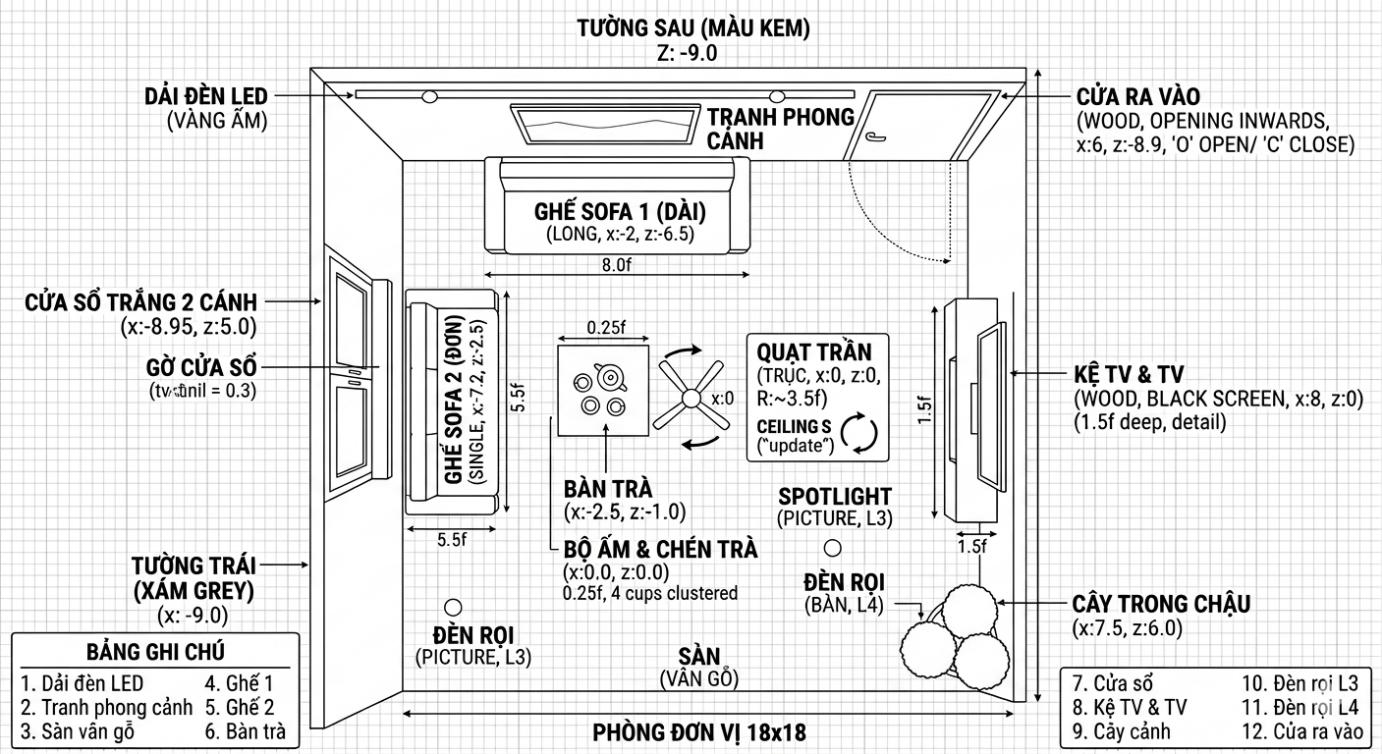 TƯỜNG SAU (MÀU KEM)
Z: -9.0
DẢI ĐÈN LED
(VÀNG ẤM)
TRẠNH PHONG
CẢNH
CỬA RA VÀO
(WOOD, OPENING INWARDS,
x:6, z:-8.9, 'O' OPEN/ 'C' CLOSE)
GHẾ SOFA 1 (DÀI)
(LONG, x:-2, z:-6.5)
8.0f
CỬA SỔ TRẮNG 2 CÁNH
(x:-8.95, z:5.0)
GỜ CỬA SỔ
= 0.3)
GHẾ SOFA 2 (ĐƠN)
(SINGLE, x:-7.2, z:-2.5)
5.5f
5.5f
0.25f
x:0
QUẠT TRẦN
(TRỤC, x:0, z:0,
R:~3.5f)
CEILING S
("update")
1.5f
KỆ TV & TV
(WOOD, BLACK SCREEN, x:8, z:0)
(1.5f deep, detail)
BÀN TRÀ
(x:-2.5, z:-1.0)
SPOTLIGHT
(PICTURE, L3)
1.5f
BỘ ẤM & CHÉN TRÀ
(x:0.0, z:0.0)
0.25f, 4 cups clustered
TƯỜNG TRÁI
(XÁM GREY)
(x: -9.0)
ĐÈN RỌI
(BÀN, L4)
CÂY TRONG CHẬU
(x:7.5, z:6.0)
ĐÈN RỌI
(PICTURE, L3)
SÀN
(VÂN GỖ)
BẢNG GHI CHÚ
1. Dải đèn LED
2. Tranh phong cảnh
3. Sàn vân gỗ
4. Ghế 1
5. Ghế 2
6. Bàn trà
PHÒNG ĐƠN VỊ 18x18
7. Cửa sổ
8. Kệ TV & TV
9. Cây cảnh
10. Đèn rọi L3
11. Đèn rọi L4
12. Cửa ra vào